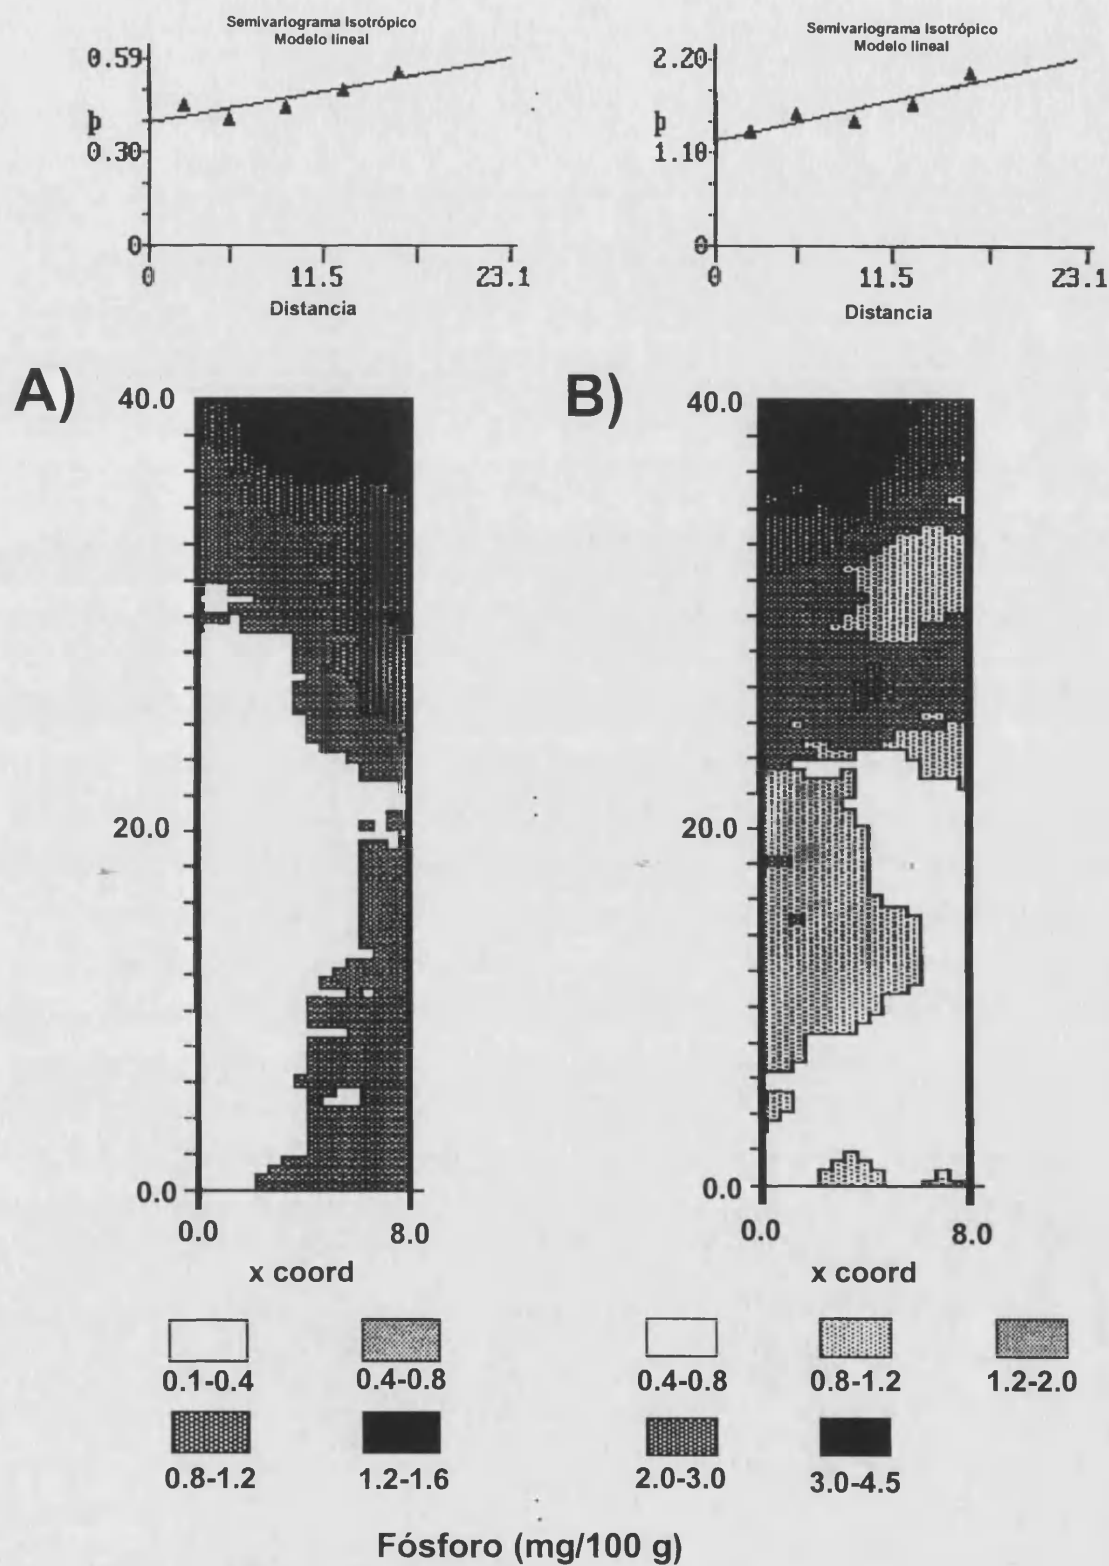 Semivariograma Isotrópico
Modelo lineal
0.59
þ
0.30
0
0 11.5 23.1
Distancia
Semivariograma Isotrópico
Modelo lineal
2.20
þ
1.10
0
0 11.5 23.1
Distancia
A)
40.0
20.0
0.0
0.0 8.0
x coord
0.1-0.4 0.4-0.8
0.8-1.2 1.2-1.6
B)
40.0
20.0
0.0
0.0 8.0
x coord
0.4-0.8 0.8-1.2 1.2-2.0
2.0-3.0 3.0-4.5
Fósforo (mg/100 g)